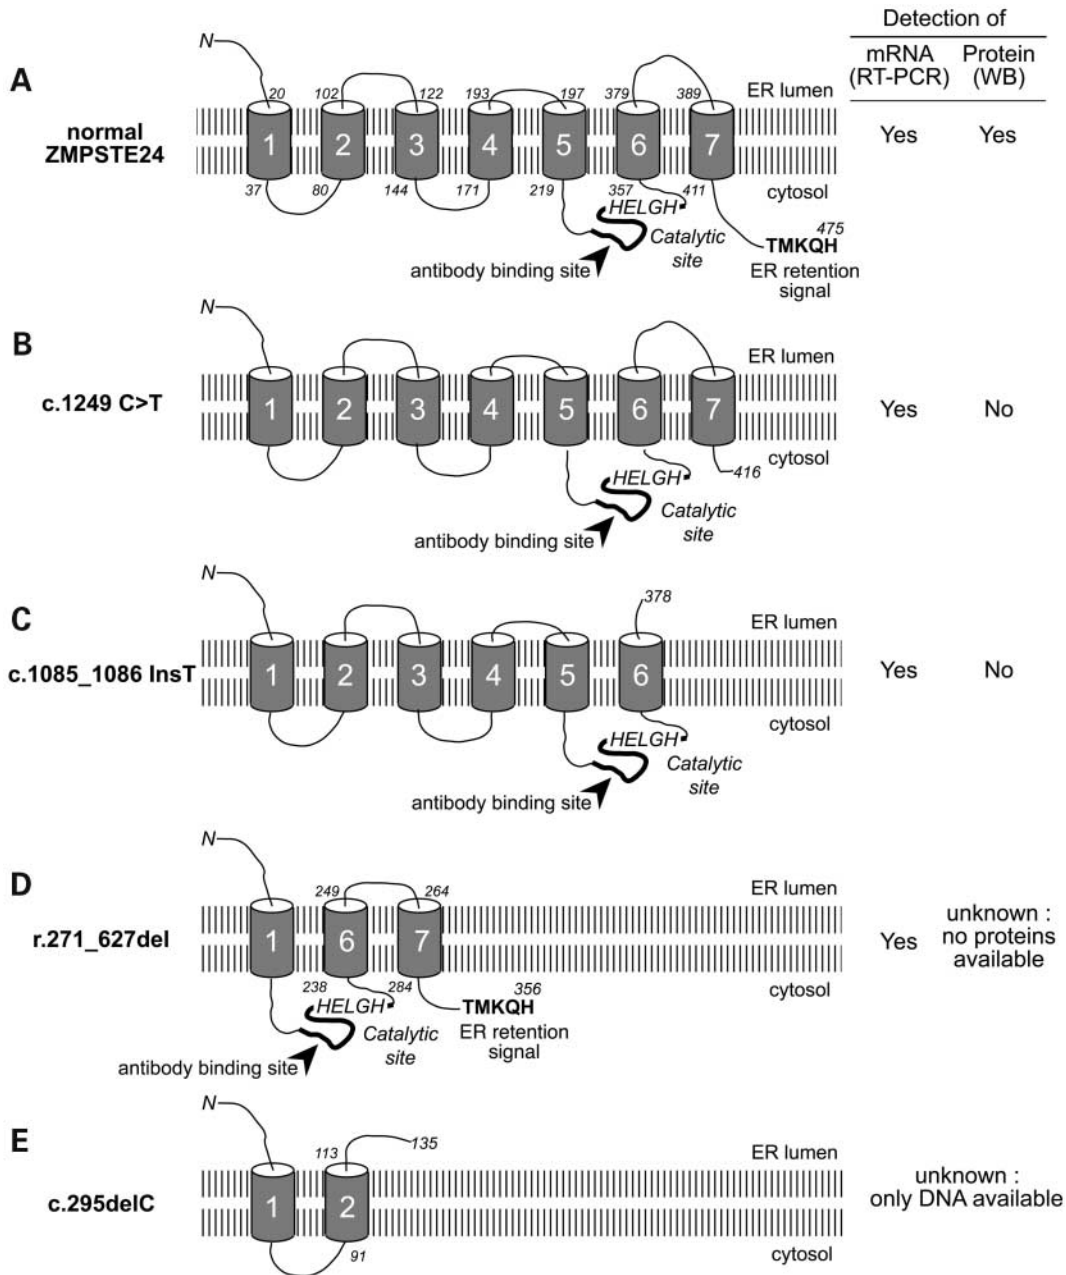 Detection of
mRNA
(RT-PCR)
Protein
(WB)
A
normal
ZMPSTE24
N
20
102
122
193
197
379
389
ER lumen
1
2
3
4
5
6
7
Yes
Yes
37
80
144
171
219
357
411
cytosol
HELGH
Catalytic
site
antibody binding site
475
TMKQH
ER retention
signal
B
c.1249 C>T
N
ER lumen
1
2
3
4
5
6
7
Yes
No
cytosol
416
HELGH
Catalytic
site
antibody binding site
C
c.1085_1086 InsT
N
378
ER lumen
1
2
3
4
5
6
Yes
No
cytosol
HELGH
Catalytic
site
antibody binding site
D
r.271_627del
N
249
264
ER lumen
1
6
7
Yes
unknown :
no proteins
available
238
284
356
cytosol
HELGH
TMKQH
Catalytic
site
ER retention
signal
antibody binding site
E
c.295delC
N
113
135
ER lumen
1
2
unknown :
only DNA available
91
cytosol